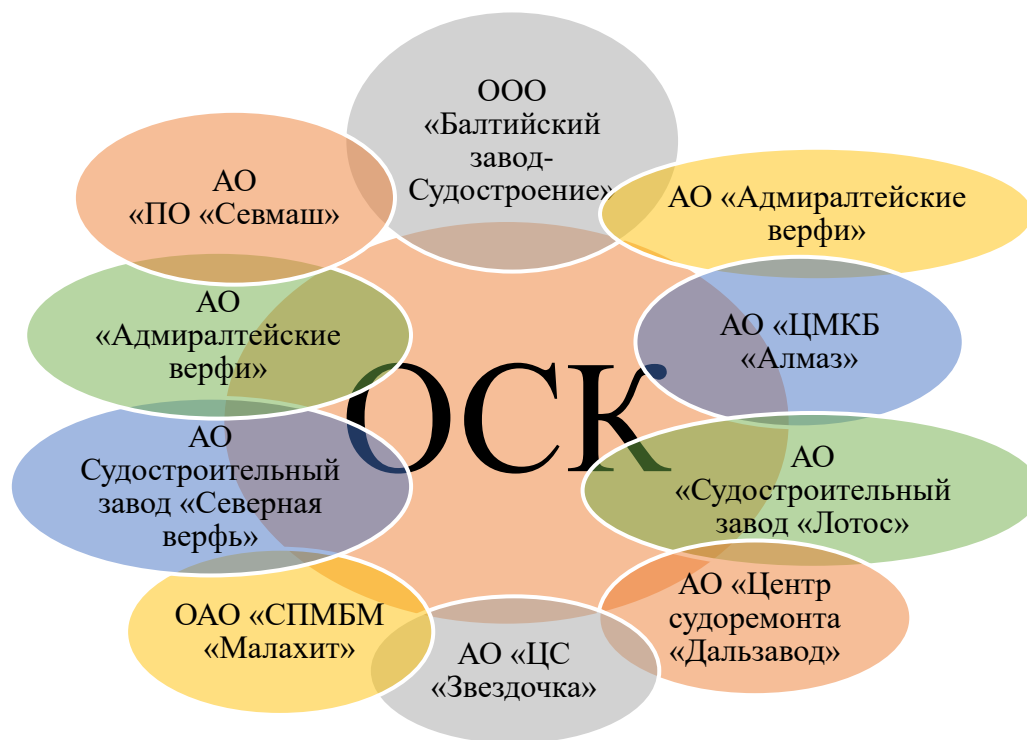 ООО
«Балтийский
завод-
Судостроение»
АО «Адмиралтейские
верфи»
АО «ЦМКБ
«Алмаз»
АО
«Судостроительный
завод «Лотос»
АО «Центр
судоремонта
«Дальзавод»
АО «ЦС
«Звездочка»
ОАО «СПМБМ
«Малахит»
АО
Судостроительный
завод «Северная
верфь»
АО
«Адмиралтейские
верфи»
АО
«ПО «Севмаш»
ОСК